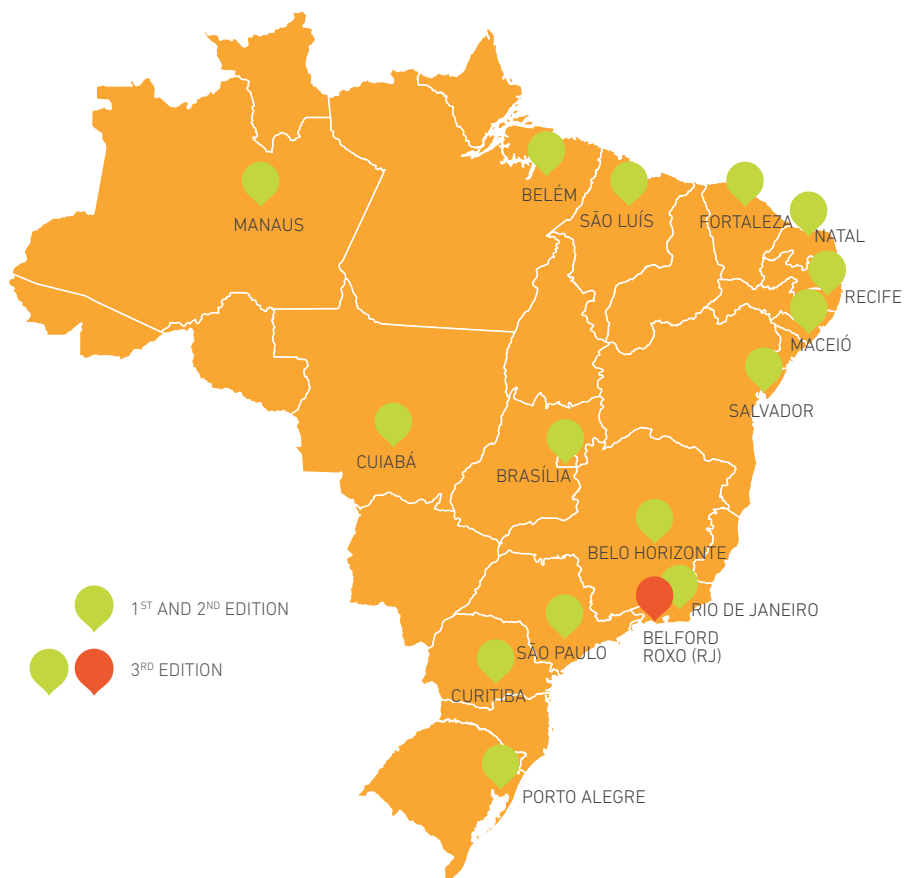 BELÉM
MANAUS
SÃO LUÍS
FORTALEZA
NATAL
RECIFE
MACEIÓ
SALVADOR
CUIABÁ
BRASÍLIA
BELO HORIZONTE
1ST AND 2ND EDITION
RIO DE JANEIRO
BELFORD
ROXO (RJ)
SÃO PAULO
3RD EDITION
CURITIBA
PORTO ALEGRE